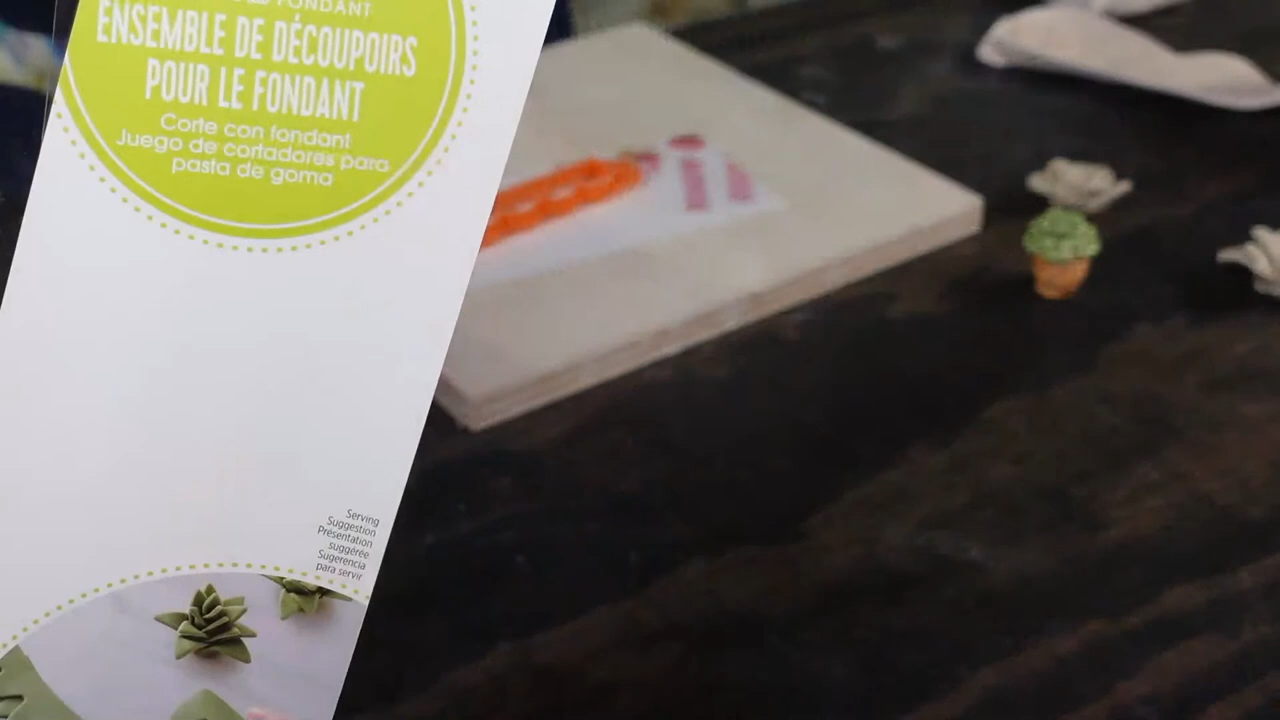 FONDANT
ENSEMBLE DE DÉCOUPOIRS
POUR LE FONDANT
Corte con fondant
Juego de cortadores para
pasta de goma
Serving
Suggestion
Présentation
suggérée
Sugerencia
para servir